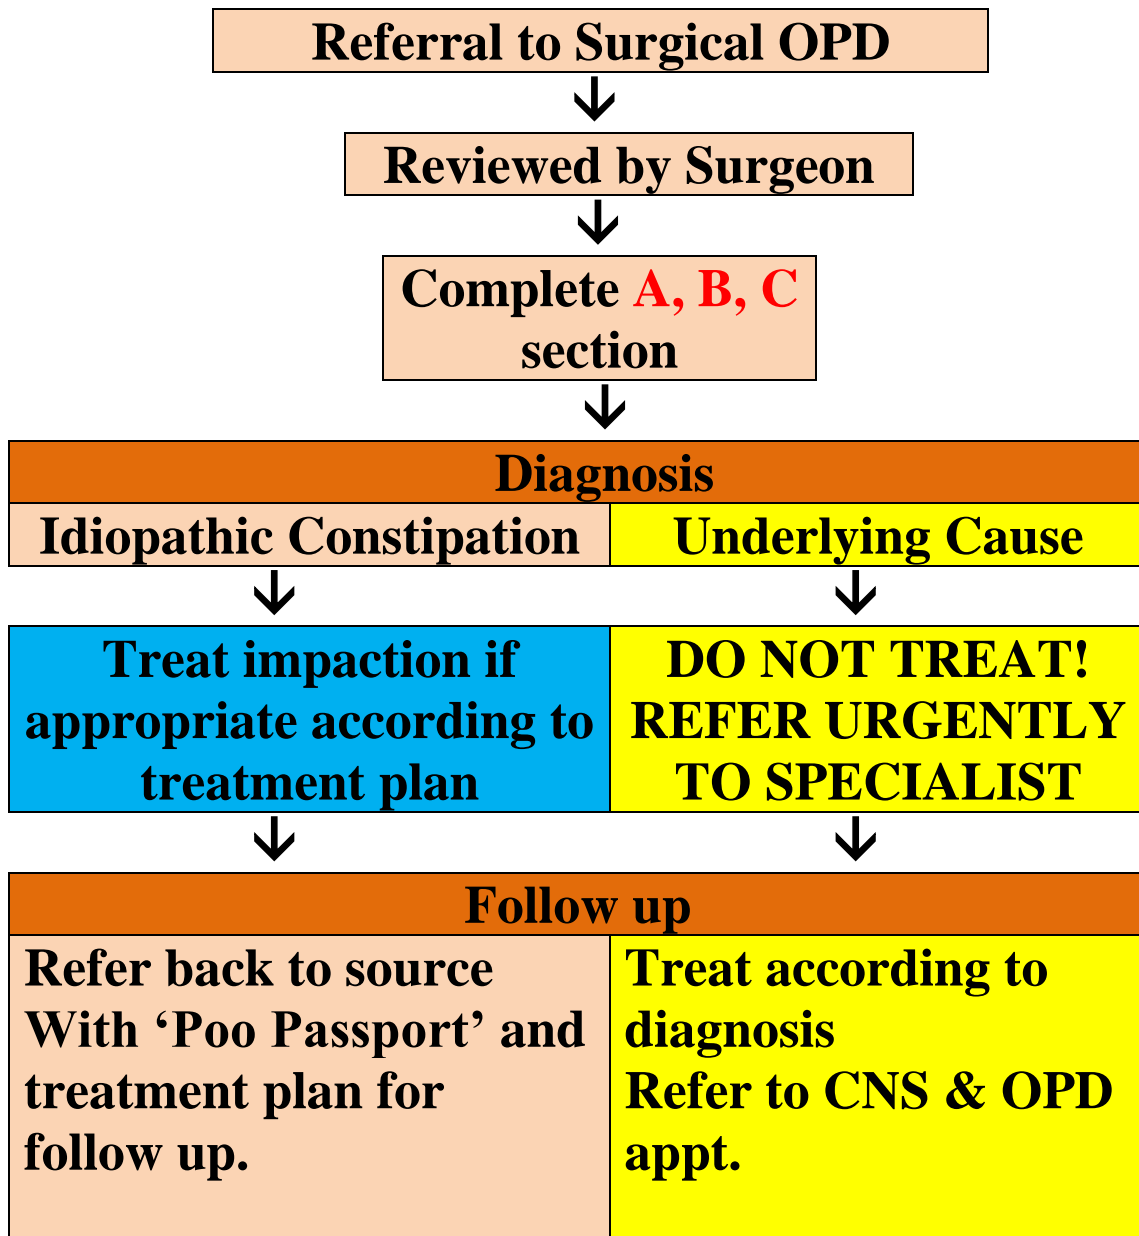 Referral to Surgical OPD
Reviewed by Surgeon
Complete A, B, C
section
Diagnosis
Idiopathic Constipation
Underlying Cause
Treat impaction if
appropriate according to
treatment plan
DO NOT TREAT!
REFER URGENTLY
TO SPECIALIST
Follow up
Refer back to source
With ‘Poo Passport’ and
treatment plan for
follow up.
Treat according to
diagnosis
Refer to CNS & OPD
appt.